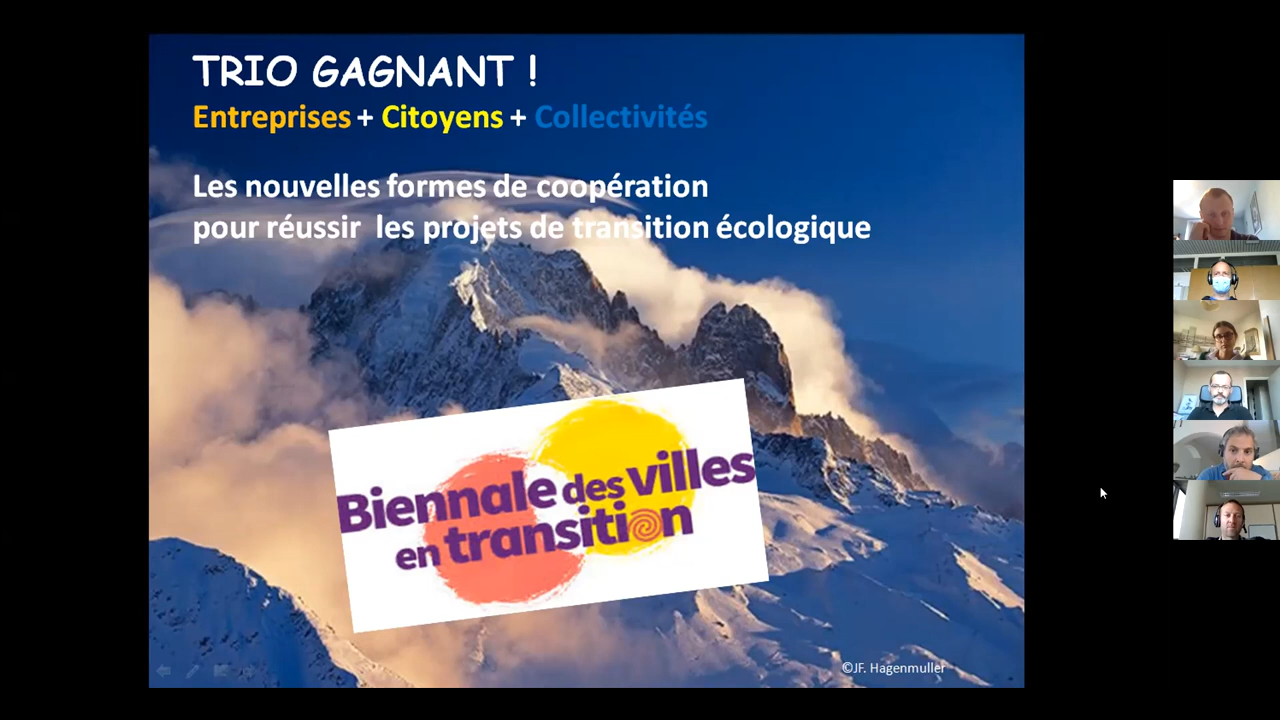 TRIO GAGNANT !
Entreprises + Citoyens + Collectivités
Les nouvelles formes de coopération
pour réussir les projets de transition écologique
Biennale des villes
en transition
©JF. Hagenmuller